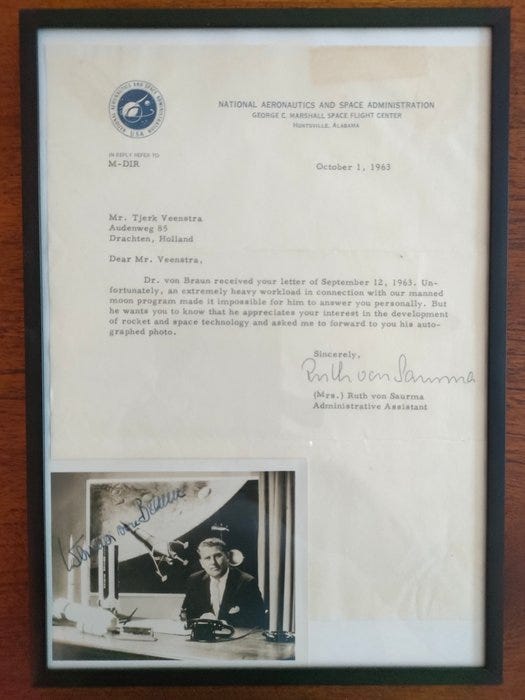 NATIONAL AERONAUTICS AND SPACE ADMINISTRATION
U.S.A.
NATIONAL AERONAUTICS AND SPACE ADMINISTRATION
GEORGE C. MARSHALL SPACE FLIGHT CENTER
HUNTSVILLE, ALABAMA
IN REPLY REFER TO
M-DIR
October 1, 1963
Mr. Tjerk Veenstra
Audenweg 85
Drachten, Holland
Dear Mr. Veenstra,
Dr. von Braun received your letter of September 12, 1963. Un-
fortunately, an extremely heavy workload in connection with our manned
moon program made it impossible for him to answer you personally. But
he wants you to know that he appreciates your interest in the development
of rocket and space technology and asked me to forward to you his auto-
graphed photo.
Sincerely,
Ruth von Saurma
(Mrs.) Ruth von Saurma
Administrative Assistant
Wernher von Braun